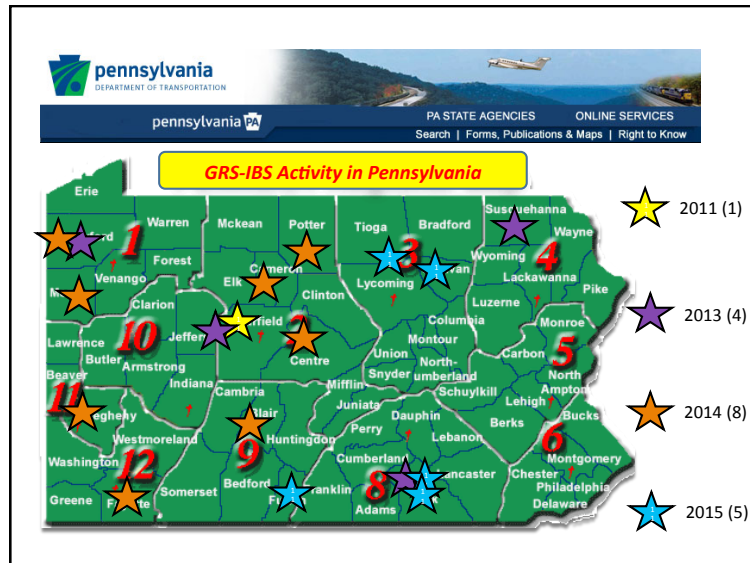 pennsylvania
DEPARTMENT OF TRANSPORTATION
pennsylvania PA
PA STATE AGENCIES ONLINE SERVICES
Search | Forms, Publications & Maps | Right to Know
GRS-IBS Activity in Pennsylvania
Erie
Warren Mckean Potter Tioga Bradford Susquehanna
Wayne
1 3 4
Wyoming
Forest
Venango
Elk Cameron
Lycoming
Lackawanna
Pike
Clinton
Clarion
Luzerne
Columbia
Monroe
10 5
Lawrence
Butler
Armstrong
Centre
Montour
Union
Carbon
Snyder
North-
umberland
North
Ampton
Beaver
11
Indiana
Cambria
Mifflin
Schuylkill
Lehigh
Juniata
Dauphin
Bucks
Blair
Perry
Berks
6
Westmoreland
Huntingdon
Lebanon
9
Washington
12
Cumberland
Montgomery
Chester
Bedford
8
Philadelphia
Greene
Somerset
Adams
Delaware
2011 (1)
2013 (4)
2014 (8)
2015 (5)